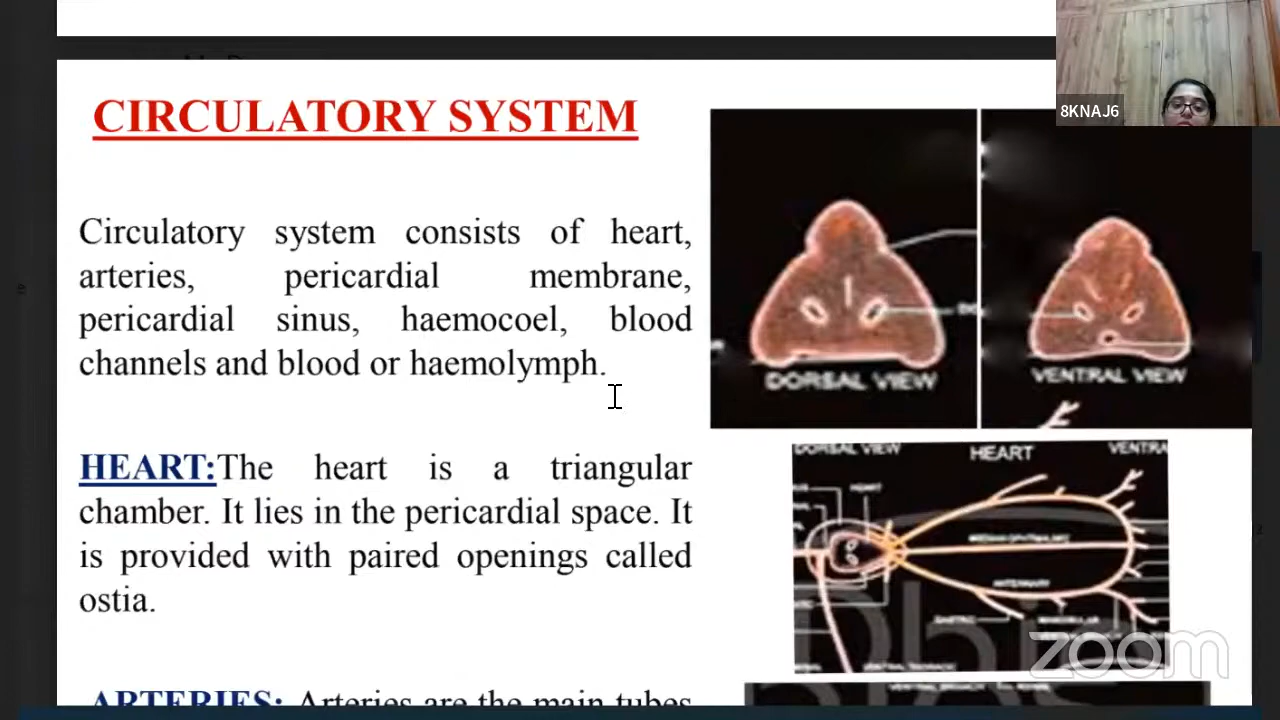 8KNAJ6
CIRCULATORY SYSTEM
Circulatory system consists of heart,
arteries, pericardial membrane,
pericardial sinus, haemocoel, blood
channels and blood or haemolymph.
HEART:The heart is a triangular
chamber. It lies in the pericardial space. It
is provided with paired openings called
ostia.
ARTERIES: Arteries are the main tubes
DORSAL VIEW
VENTRAL VIEW
DORSAL VIEW
HEART
VENTRA
HEART
zoom